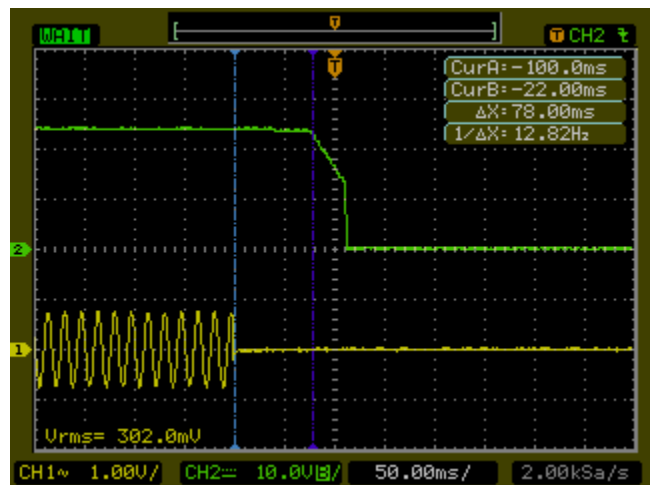 WAIT
T
CH2
T
CurA:-100.0ms
CurB:-22.00ms
ΔX:78.00ms
1/ΔX:12.82Hz
2
1
Vrms= 302.0mV
CH1~ 1.00V/ CH2 10.0VB/ 50.00ms/ 2.00kSa/s